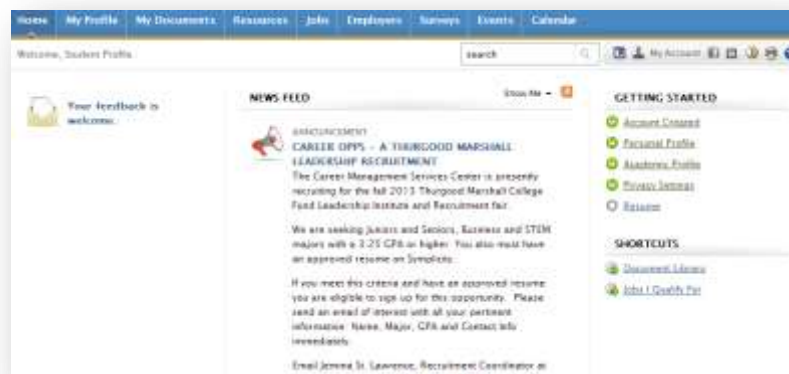 Home My Profile My Documents Resources Jobs Employers Surveys Events Calendar
Welcome, Student Profile
search
My Account
Your feedback is
welcome.
NEWS FEED
Show Me
ANNOUNCEMENT
CAREER OPPS - A THURGOOD MARSHALL
LEADERSHIP RECRUITMENT
The Career Management Services Center is presently
recruiting for the fall 2013 Thurgood Marshall College
Fund Leadership Institute and Recruitment fair.
We are seeking Juniors and Seniors, Business and STEM
majors with a 3.25 GPA or higher. You also must have
an approved resume on Symplicity.
If you meet this criteria and have an approved resume
you are eligible to sign up for this opportunity. Please
send an email of interest with all your pertinent
information: Name, Major, GPA and Contact Info
immediately.
Email Jemma St. Lawrence, Recruitment Coordinator at
GETTING STARTED
Account Created
Personal Profile
Academic Profile
Privacy Settings
Resume
SHORTCUTS
Document Library
Jobs I Qualify For